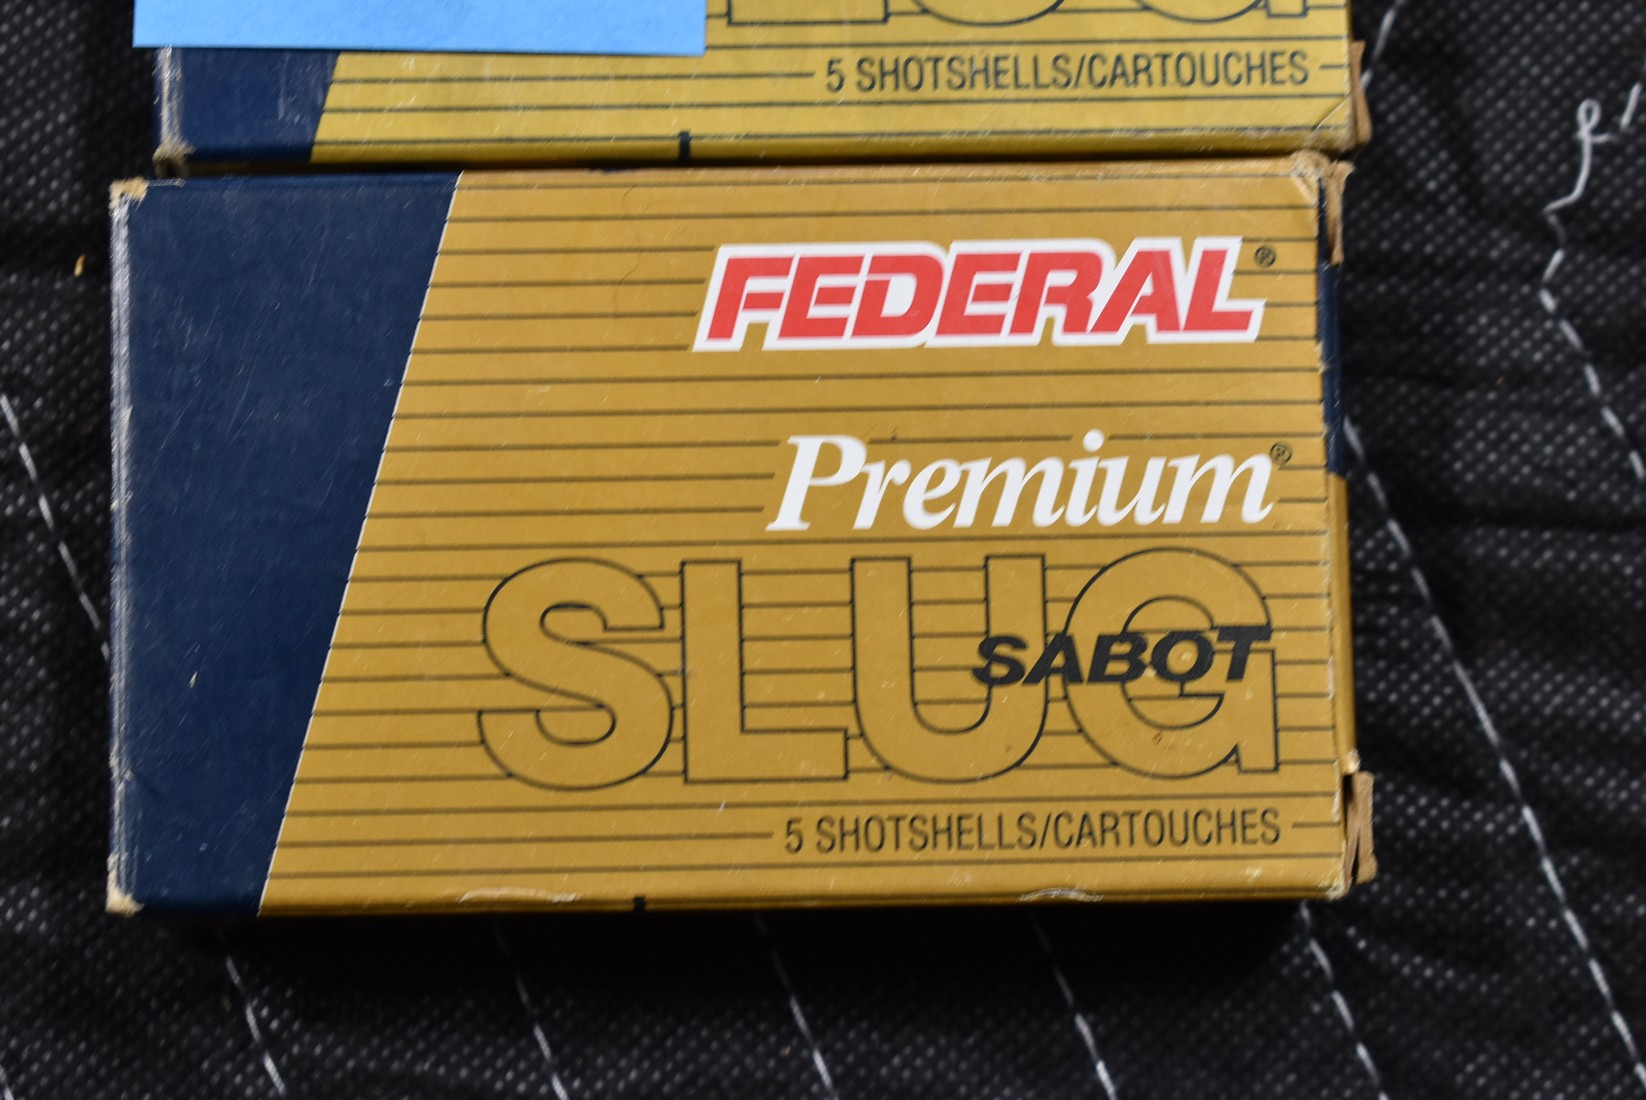 5 SHOTSHELLS/CARTOUCHES
FEDERAL®
Premium®
SLUG
SABOT
5 SHOTSHELLS/CARTOUCHES